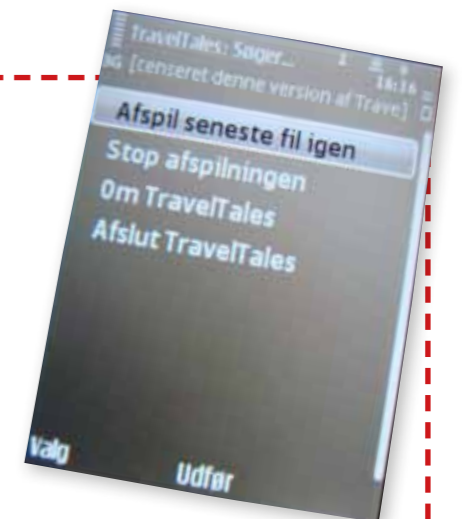 TravelTales: Søger...
16:16
3G [censeret denne version af Trave]
Afspil seneste fil igen
Stop afspilningen
Om TravelTales
Afslut TravelTales
Valg
Udfør